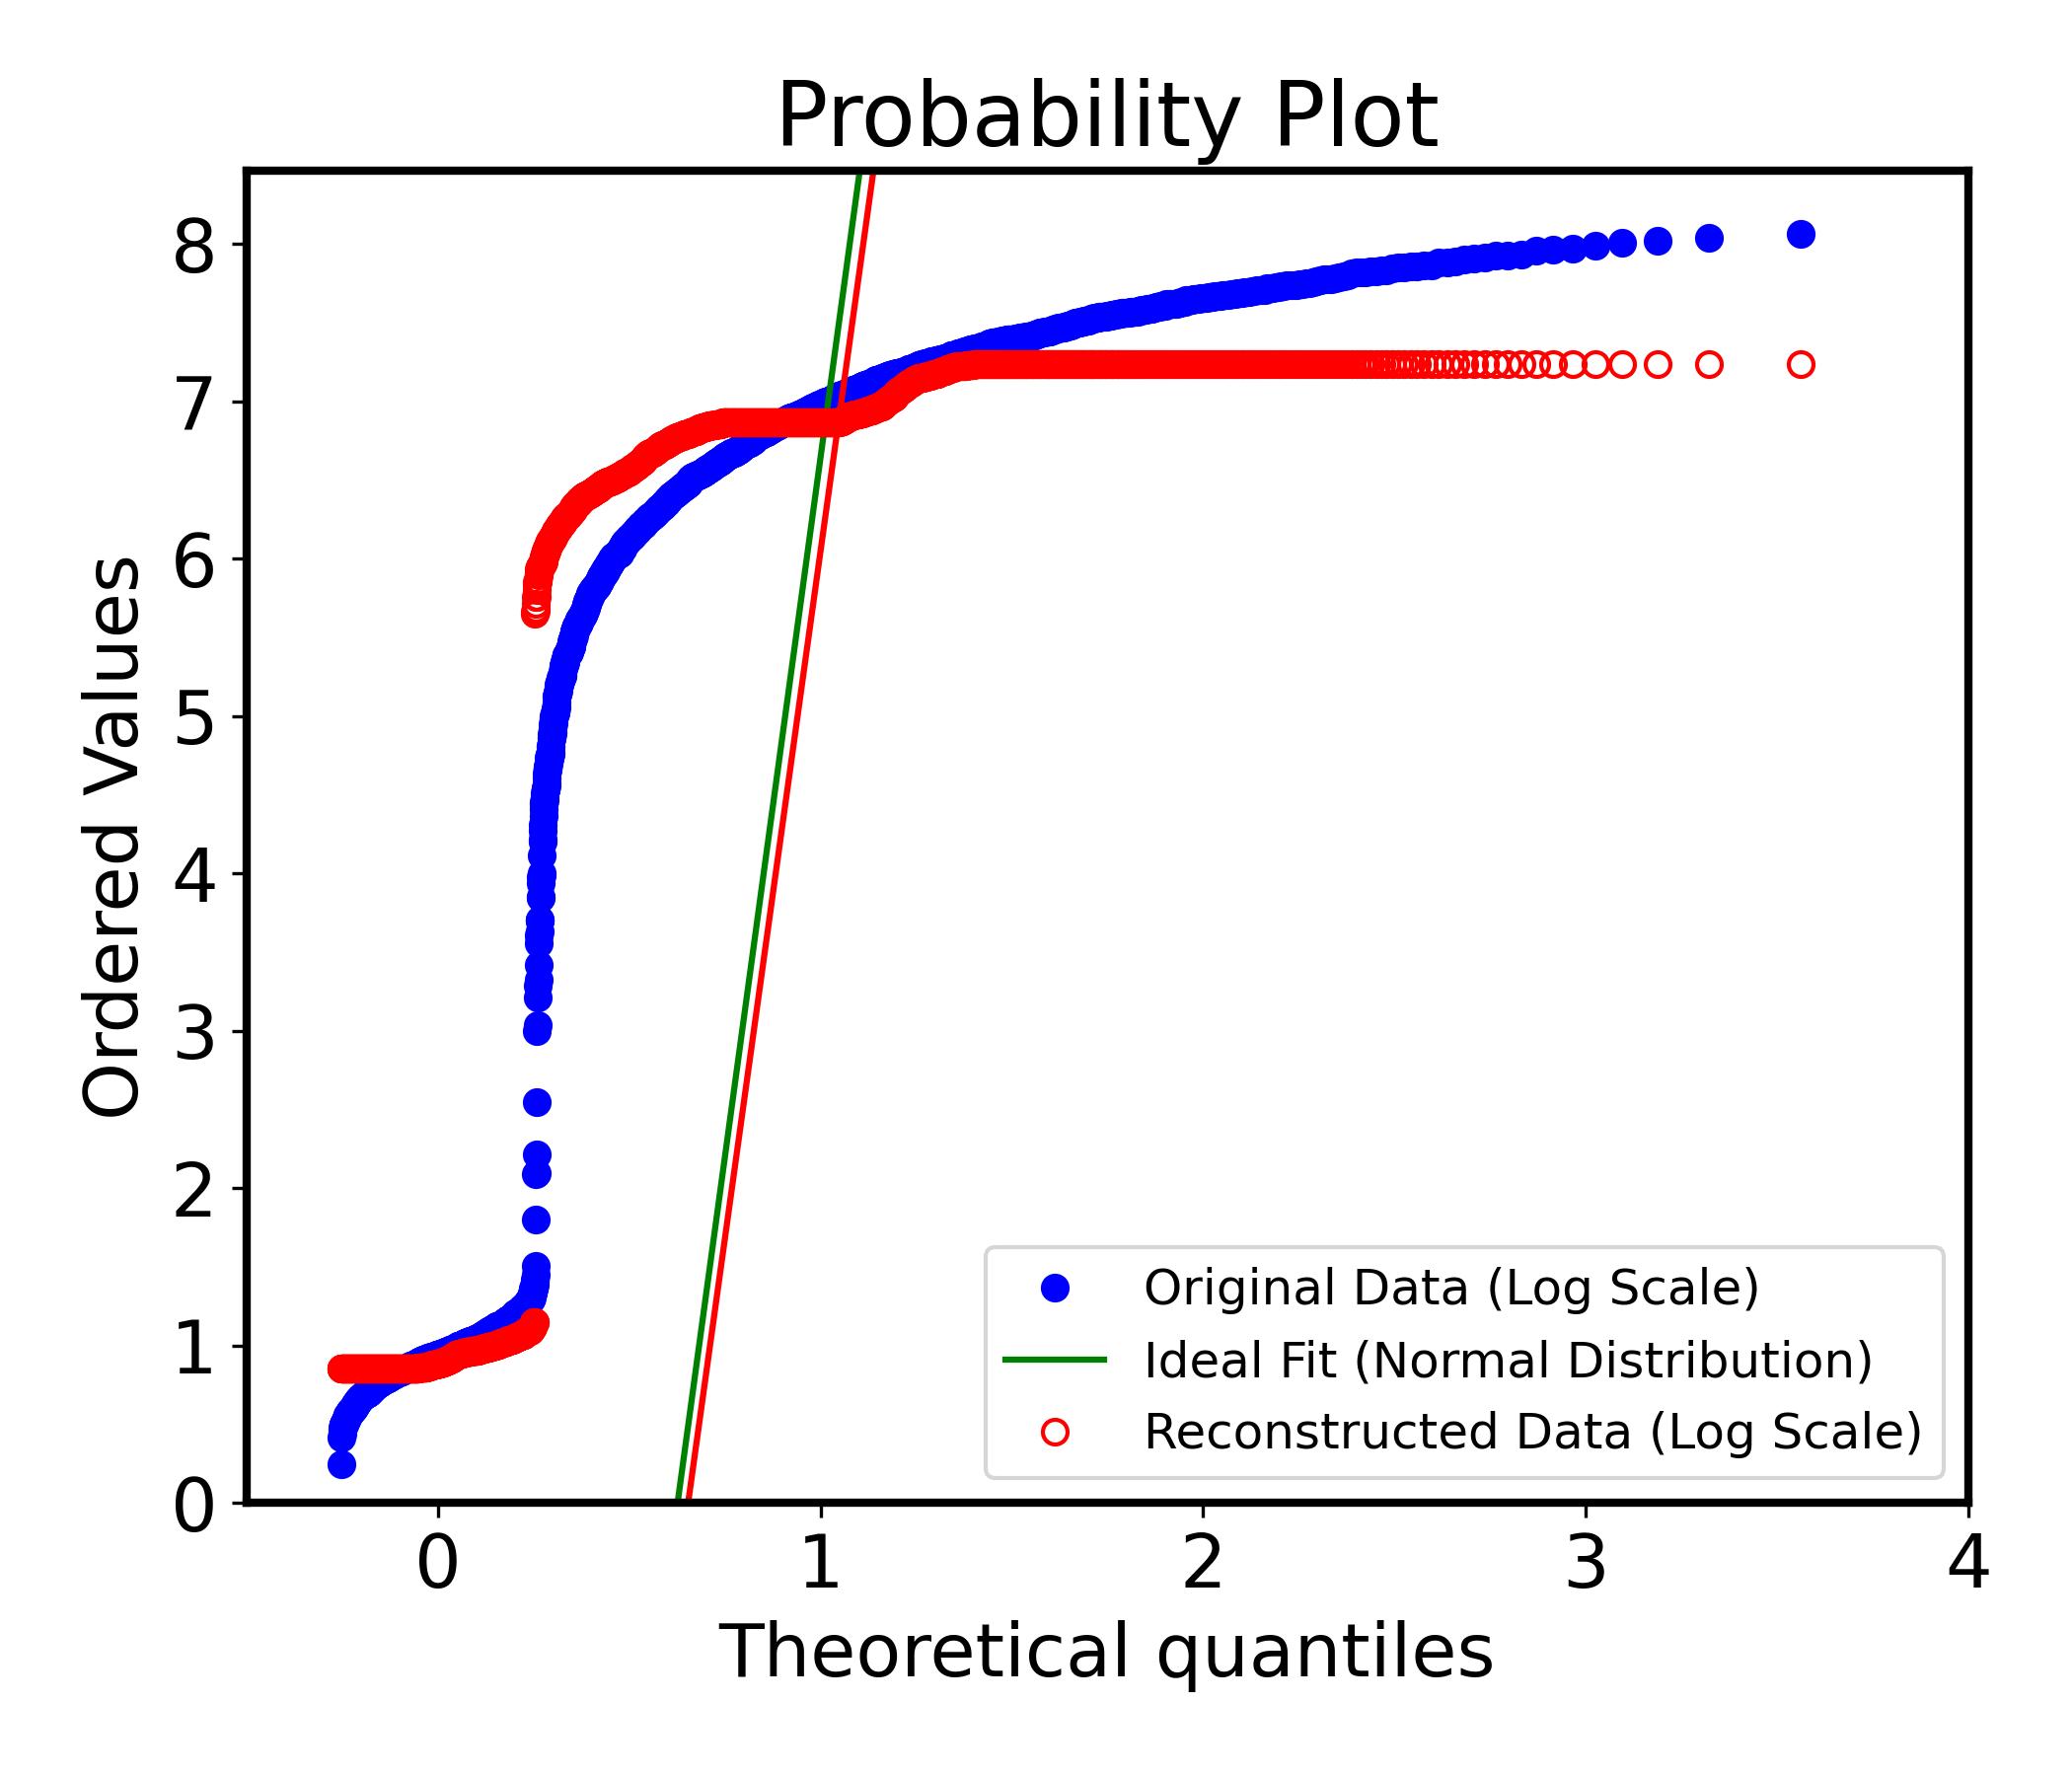 Probability Plot
8
7
6
5
4
3
2
1
0
Ordered Values
Original Data (Log Scale)
Ideal Fit (Normal Distribution)
Reconstructed Data (Log Scale)
0 1 2 3 4
Theoretical quantiles